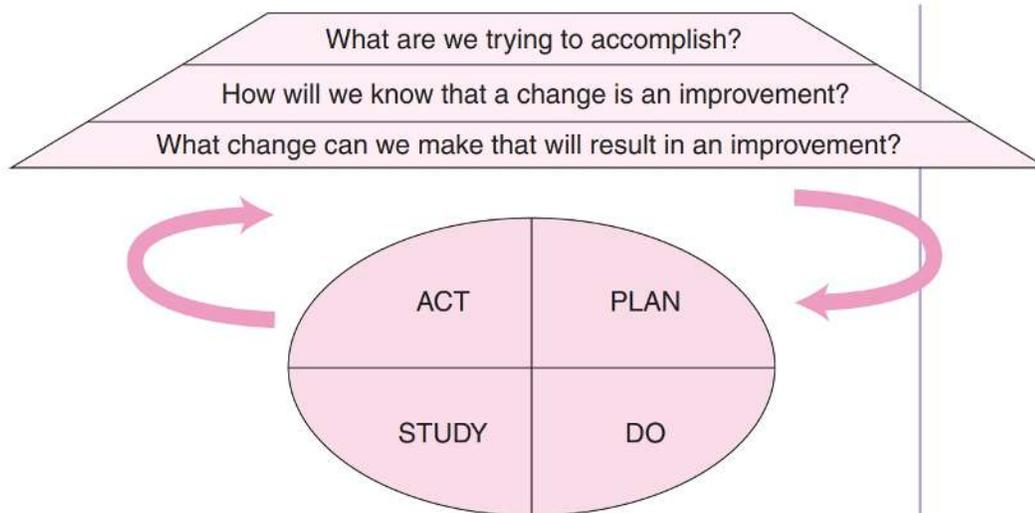 What are we trying to accomplish?
How will we know that a change is an improvement?
What change can we make that will result in an improvement?
ACT
PLAN
STUDY
DO